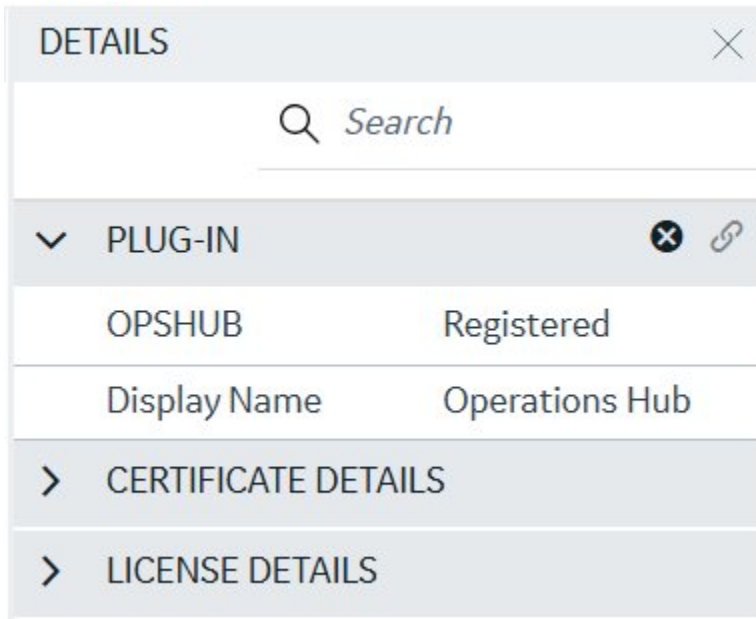 DETAILS
Search
PLUG-IN
OPSHUB Registered
Display Name Operations Hub
CERTIFICATE DETAILS
LICENSE DETAILS